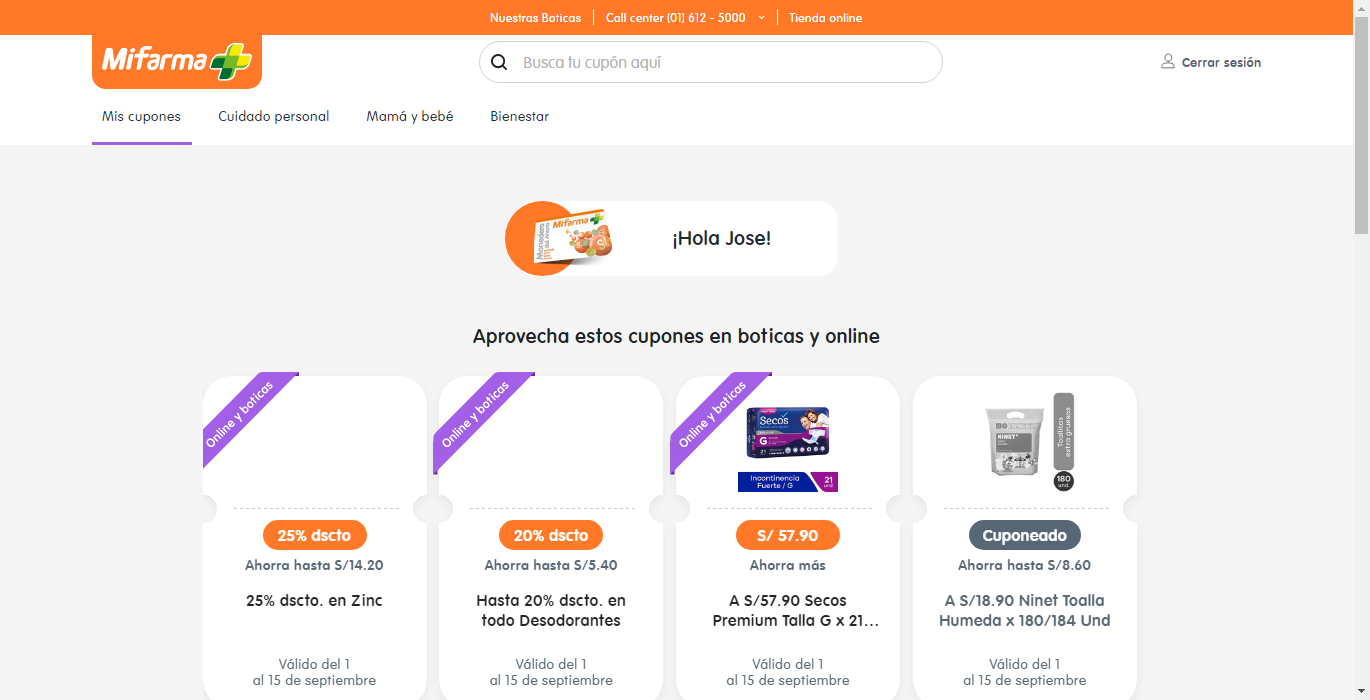 Nuestras Boticas
Call center (01) 612 - 5000
Tienda online
Mifarma
Busca tu cupón aquí
Cerrar sesión
Mis cupones
Cuidado personal
Mamá y bebé
Bienestar
Mifarma
Monedero
del Ahorro
¡Hola Jose!
Aprovecha estos cupones en boticas y online
Online y boticas
25% dscto
Ahorra hasta S/14.20
25% dscto. en Zinc
Válido del 1
al 15 de septiembre
Online y boticas
20% dscto
Ahorra hasta S/5.40
Hasta 20% dscto. en
todo Desodorantes
Válido del 1
al 15 de septiembre
Online y boticas
Secos
G
21
Incontinencia
Fuerte / G
21
und
S/ 57.90
Ahorra más
A S/57.90 Secos
Premium Talla G x 21...
Válido del 1
al 15 de septiembre
NINET
Toallitas
extra gruesas
180
und.
Cuponeado
Ahorra hasta S/8.60
A S/18.90 Ninet Toalla
Humeda x 180/184 Und
Válido del 1
al 15 de septiembre